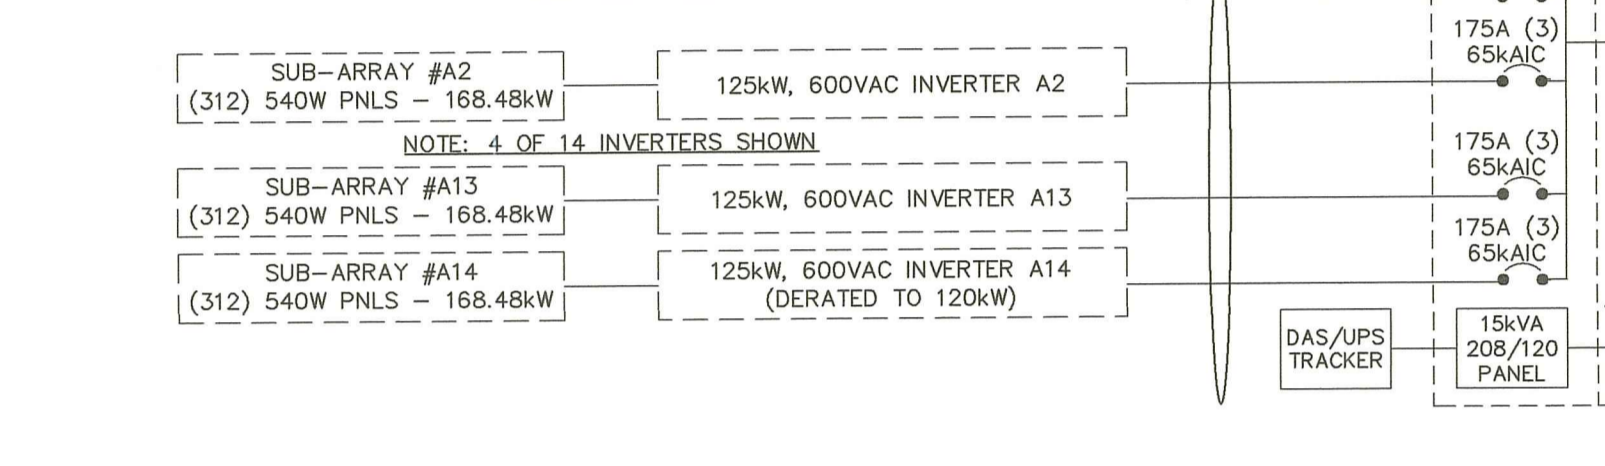 175A (3)
65kAIC
SUB-ARRAY #A2
(312) 540W PNLS - 168.48kW
125kW, 600VAC INVERTER A2
NOTE: 4 OF 14 INVERTERS SHOWN
175A (3)
65kAIC
SUB-ARRAY #A13
(312) 540W PNLS - 168.48kW
125kW, 600VAC INVERTER A13
175A (3)
65kAIC
SUB-ARRAY #A14
(312) 540W PNLS - 168.48kW
125kW, 600VAC INVERTER A14
(DERATED TO 120kW)
DAS/UPS
TRACKER
15kVA
208/120
PANEL